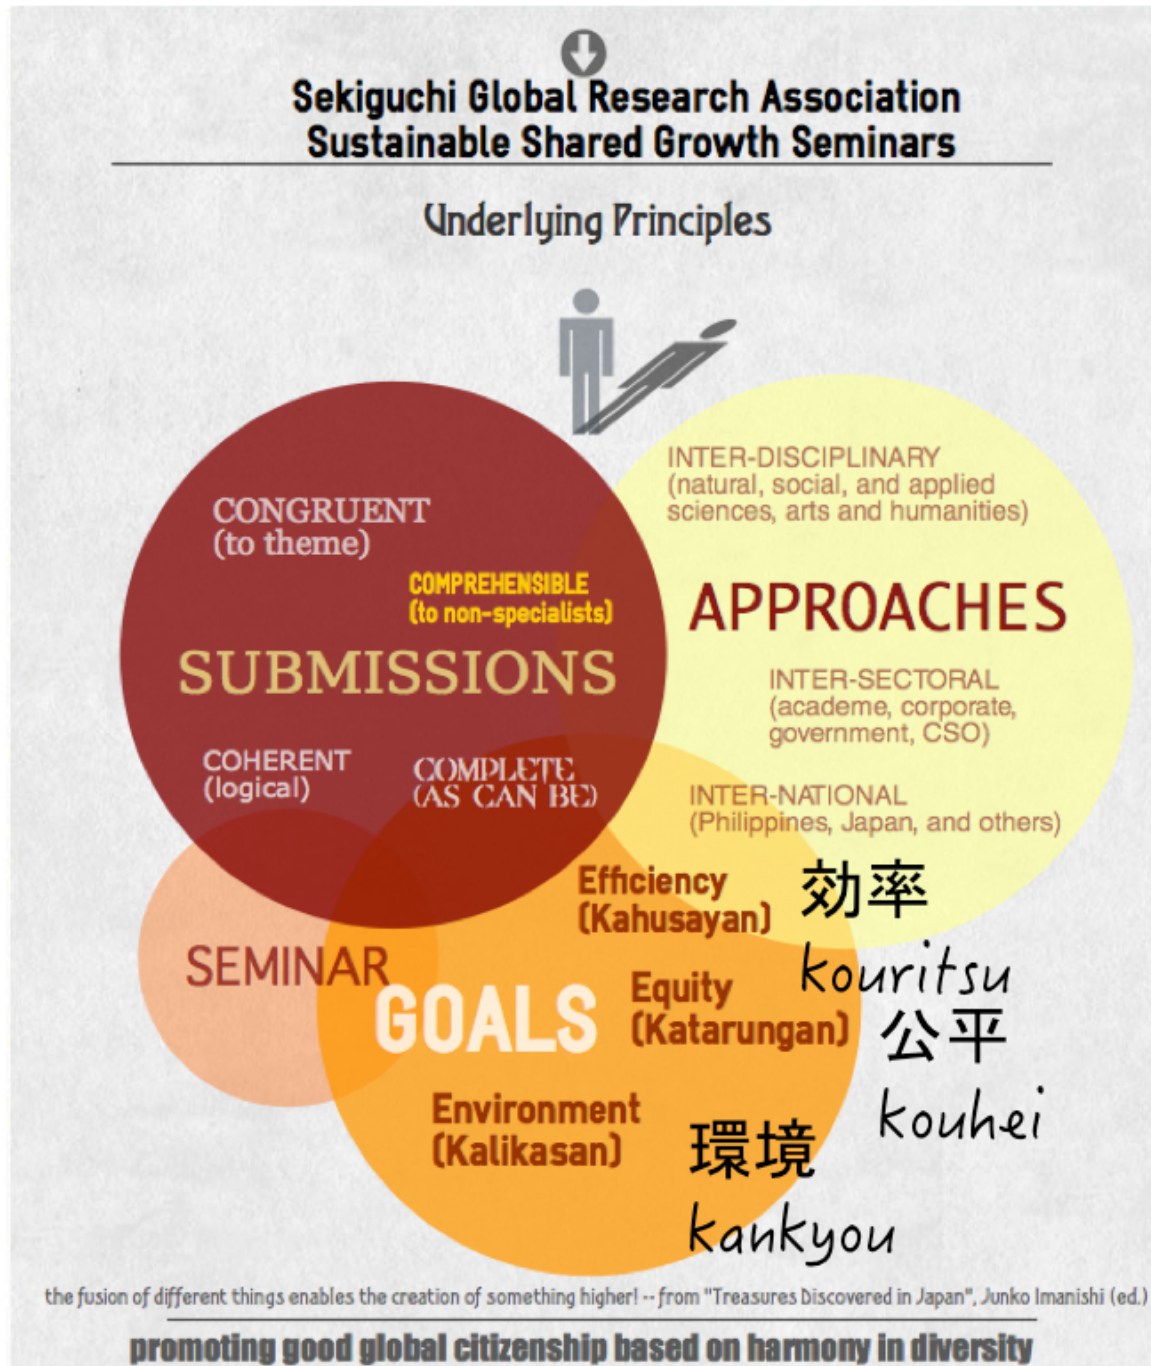 Sekiguchi Global Research Association
Sustainable Shared Growth Seminars
Underlying Principles
CONGRUENT
(to theme)
COMPREHENSIBLE
(to non-specialists)
SUBMISSIONS
COHERENT
(logical)
COMPLETE
(AS CAN BE)
INTER-DISCIPLINARY
(natural, social, and applied
sciences, arts and humanities)
APPROACHES
INTER-SECTORAL
(academe, corporate,
government, CSO)
INTER-NATIONAL
(Philippines, Japan, and others)
SEMINAR
GOALS
Efficiency
(Kahusayan)
効率
kouritsu
Equity
(Katarungan)
公平
kouhei
Environment
(Kalikasan)
環境
kankyou
the fusion of different things enables the creation of something higher! -- from "Treasures Discovered in Japan", Junko Imanishi (ed.)
promoting good global citizenship based on harmony in diversity